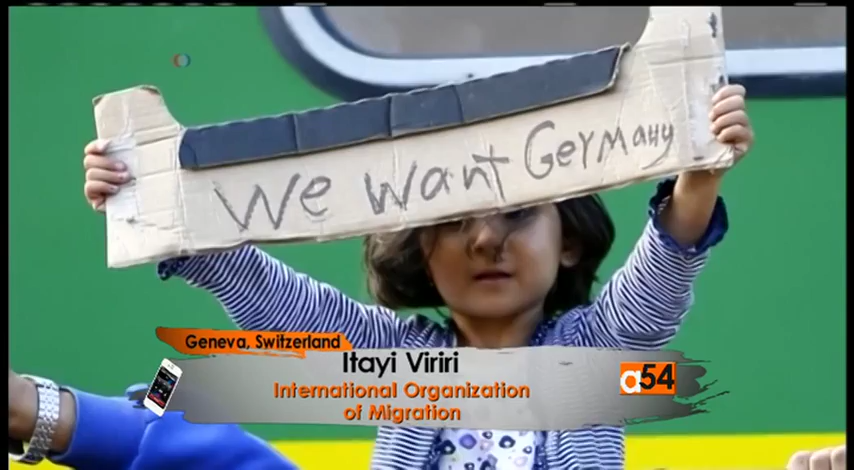 We Want Germany
Geneva, Switzerland
Itayi Viriri
International Organization
of Migration
a54